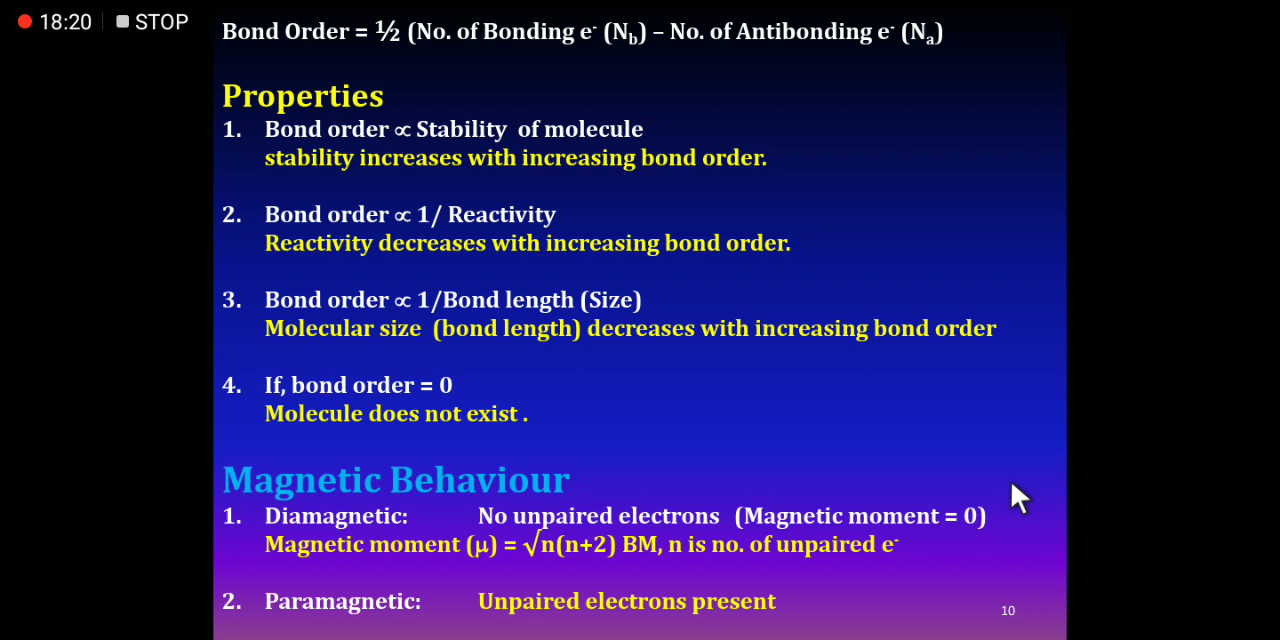 18:20 STOP
Bond Order = ½ (No. of Bonding e⁻ (N_b) – No. of Antibonding e⁻ (N_a)
Properties
1. Bond order ∝ Stability of molecule
stability increases with increasing bond order.
2. Bond order ∝ 1/ Reactivity
Reactivity decreases with increasing bond order.
3. Bond order ∝ 1/Bond length (Size)
Molecular size (bond length) decreases with increasing bond order
4. If, bond order = 0
Molecule does not exist .
Magnetic Behaviour
1. Diamagnetic: No unpaired electrons (Magnetic moment = 0)
Magnetic moment (μ) = √n(n+2) BM, n is no. of unpaired e⁻
2. Paramagnetic: Unpaired electrons present
10